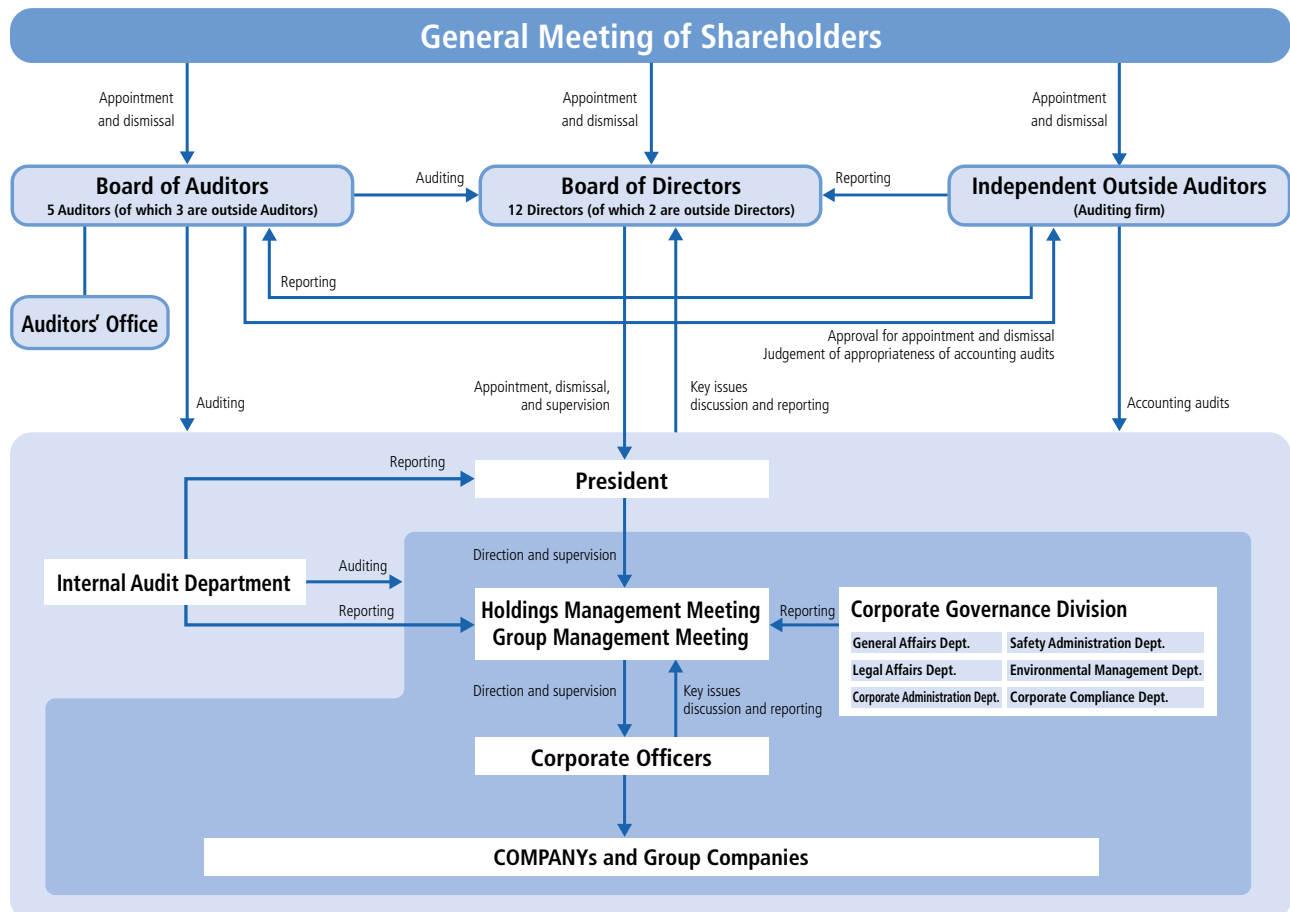 General Meeting of Shareholders
Appointment
and dismissal
Appointment
and dismissal
Appointment
and dismissal
Board of Auditors
5 Auditors (of which 3 are outside Auditors)
Auditing
Board of Directors
12 Directors (of which 2 are outside Directors)
Reporting
Independent Outside Auditors
(Auditing firm)
Reporting
Auditors' Office
Approval for appointment and dismissal
Judgement of appropriateness of accounting audits
Auditing
Appointment, dismissal,
and supervision
Key issues
discussion and reporting
Accounting audits
Reporting
President
Direction and supervision
Internal Audit Department
Auditing
Reporting
Holdings Management Meeting
Group Management Meeting
Reporting
Corporate Governance Division
General Affairs Dept.
Safety Administration Dept.
Legal Affairs Dept.
Environmental Management Dept.
Corporate Administration Dept.
Corporate Compliance Dept.
Direction and supervision
Key issues
discussion and reporting
Corporate Officers
COMPANYs and Group Companies